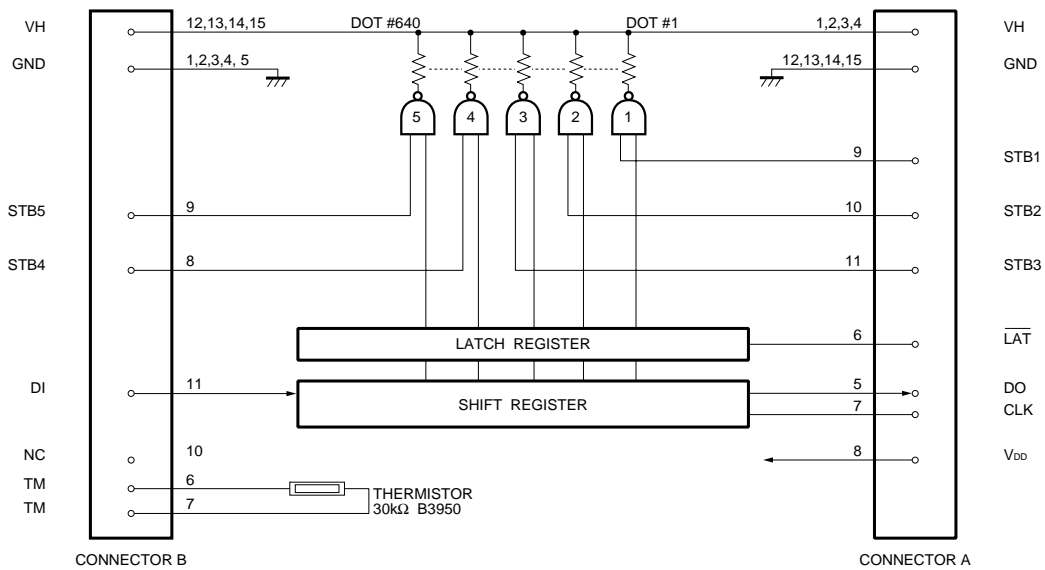 VH 12,13,14,15 DOT #640 DOT #1 1,2,3,4 VH
GND 1,2,3,4, 5 12,13,14,15 GND
5 4 3 2 1
9 STB1
STB5 9 10 STB2
STB4 8 11 STB3
LATCH REGISTER 6 LAT
DI 11 5 DO
SHIFT REGISTER 7 CLK
NC 10 8 VDD
TM 6
THERMISTOR
TM 7 30kΩ B3950
CONNECTOR B CONNECTOR A